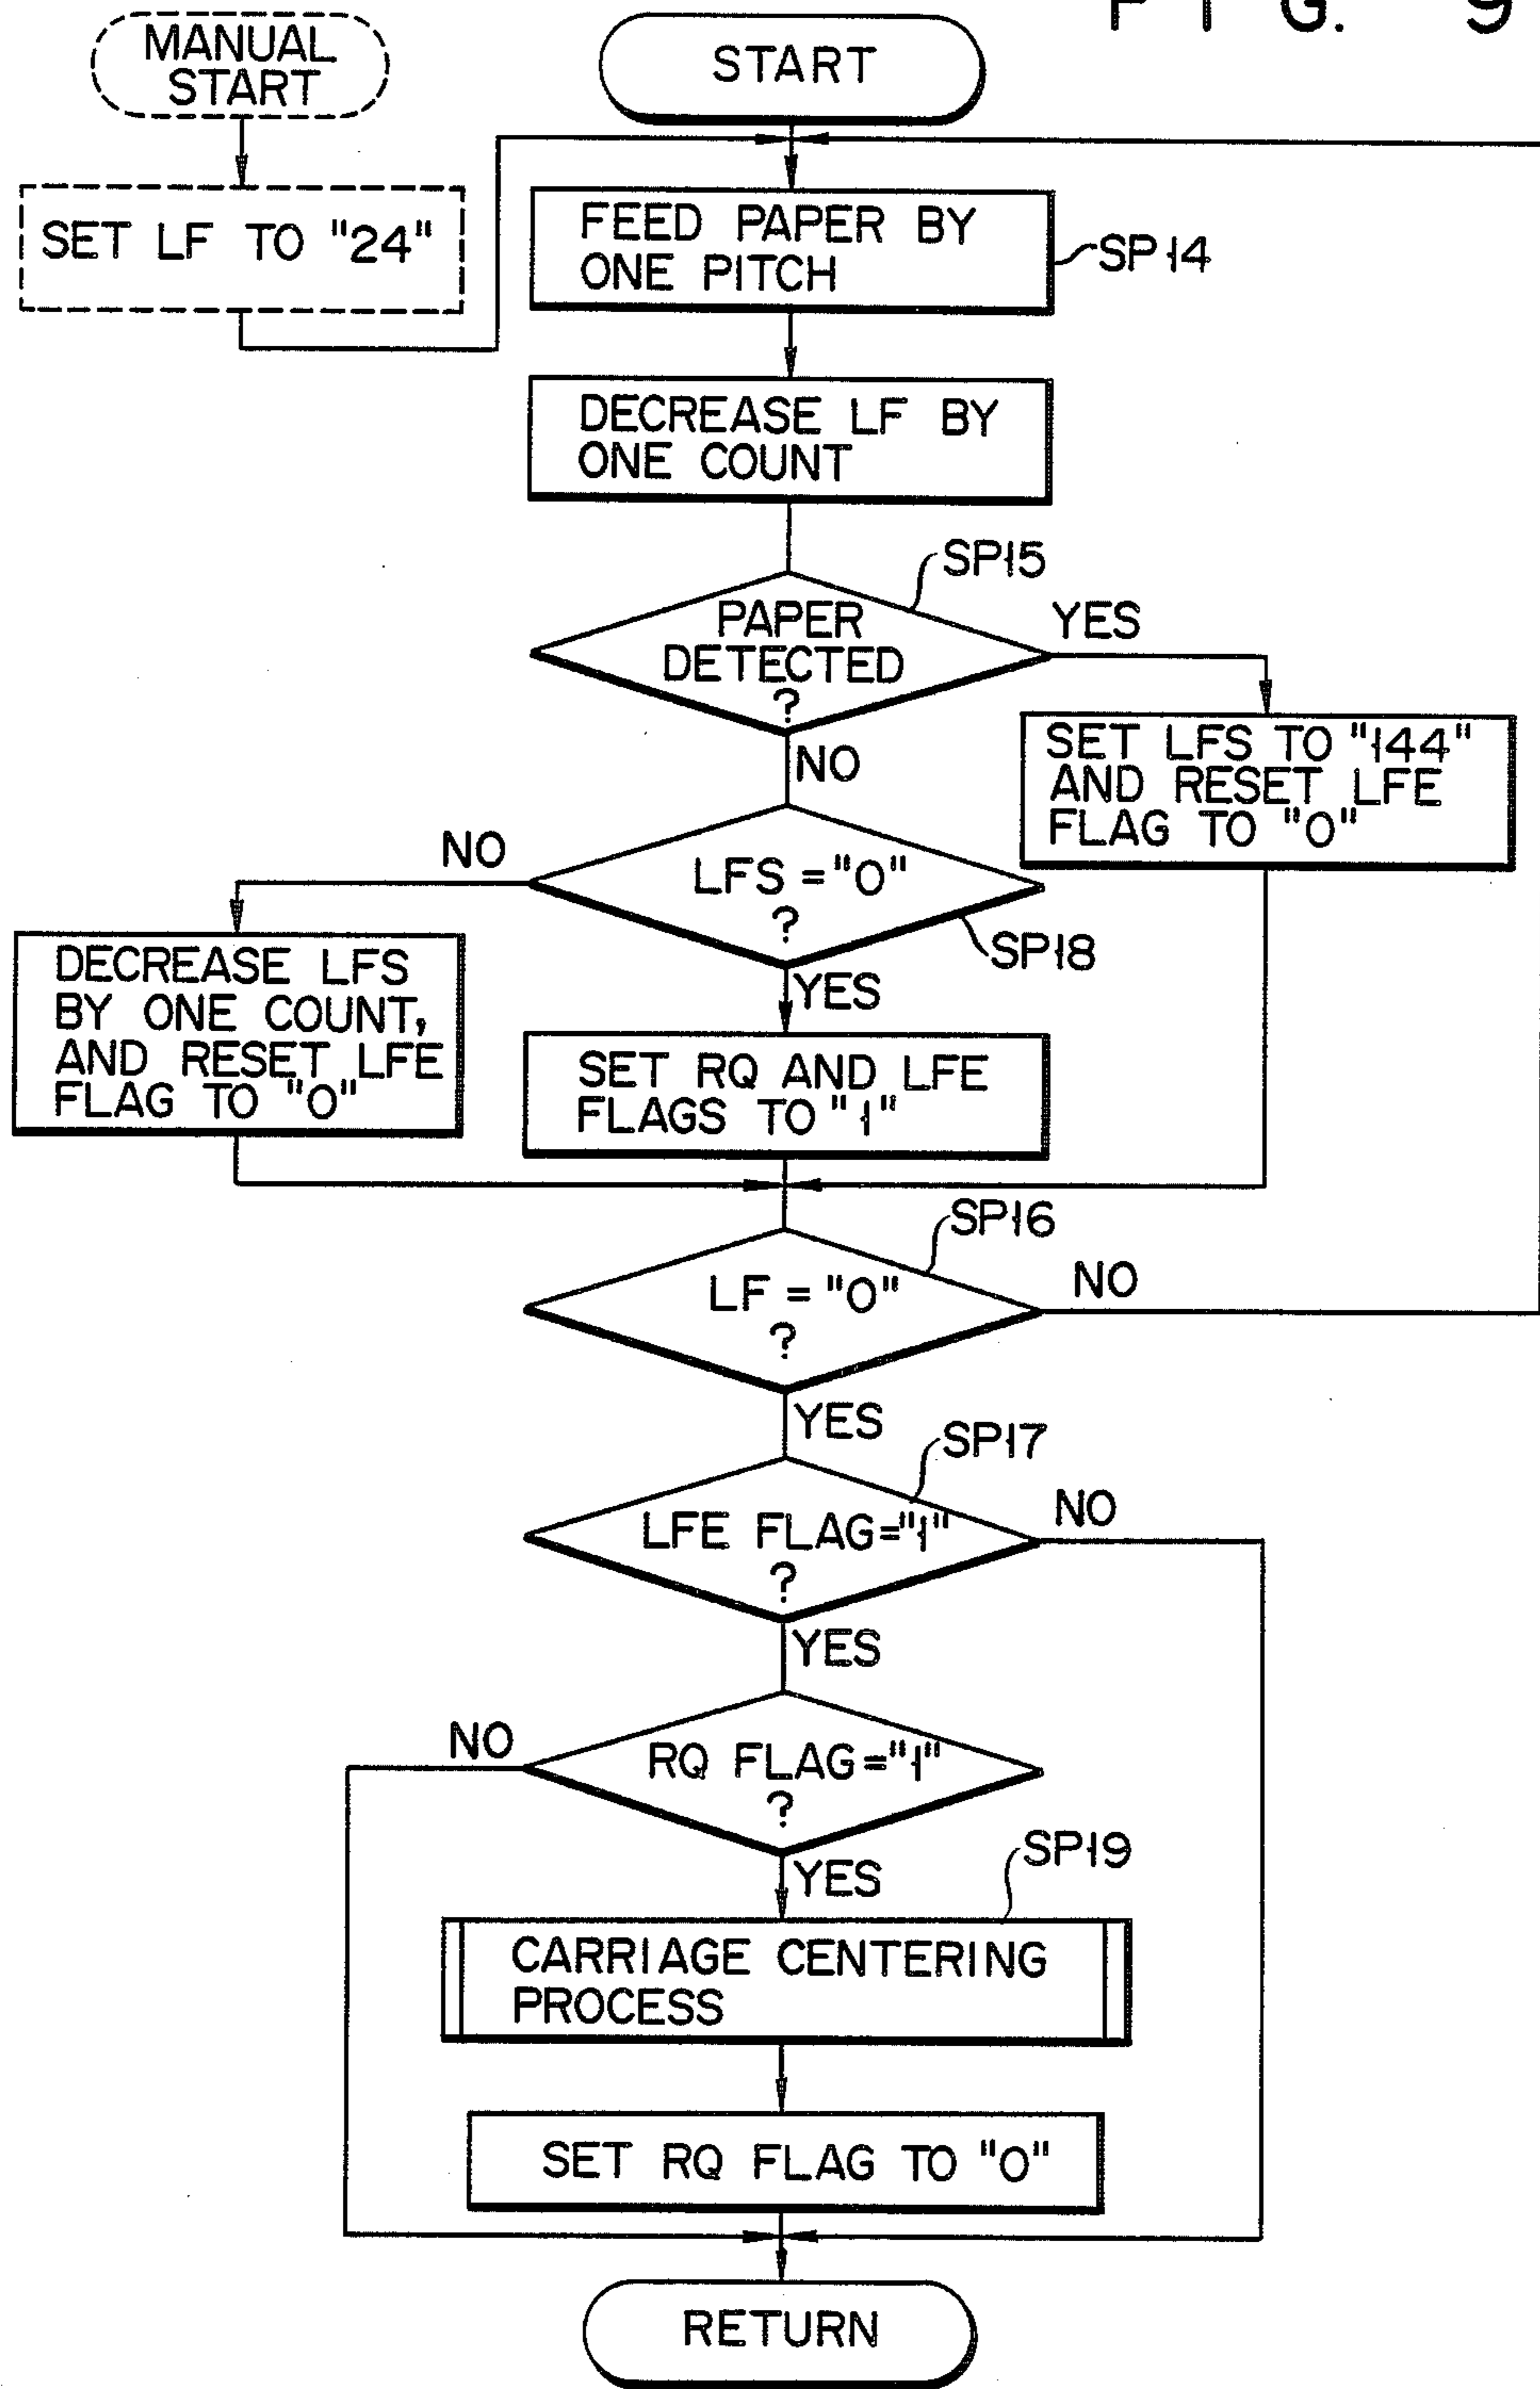 FIG. 9
MANUAL
START
START
SET LF TO "24"
FEED PAPER BY
ONE PITCH
SP14
DECREASE LF BY
ONE COUNT
SP15
PAPER
DETECTED
?
YES
NO
SET LFS TO "144"
AND RESET LFE
FLAG TO "0"
LFS = "0"
?
NO
SP18
YES
DECREASE LFS
BY ONE COUNT,
AND RESET LFE
FLAG TO "0"
SET RQ AND LFE
FLAGS TO "1"
SP16
LF = "0"
?
NO
YES
SP17
LFE FLAG="1"
?
NO
YES
RQ FLAG="1"
?
NO
YES
SP19
CARRIAGE CENTERING
PROCESS
SET RQ FLAG TO "0"
RETURN